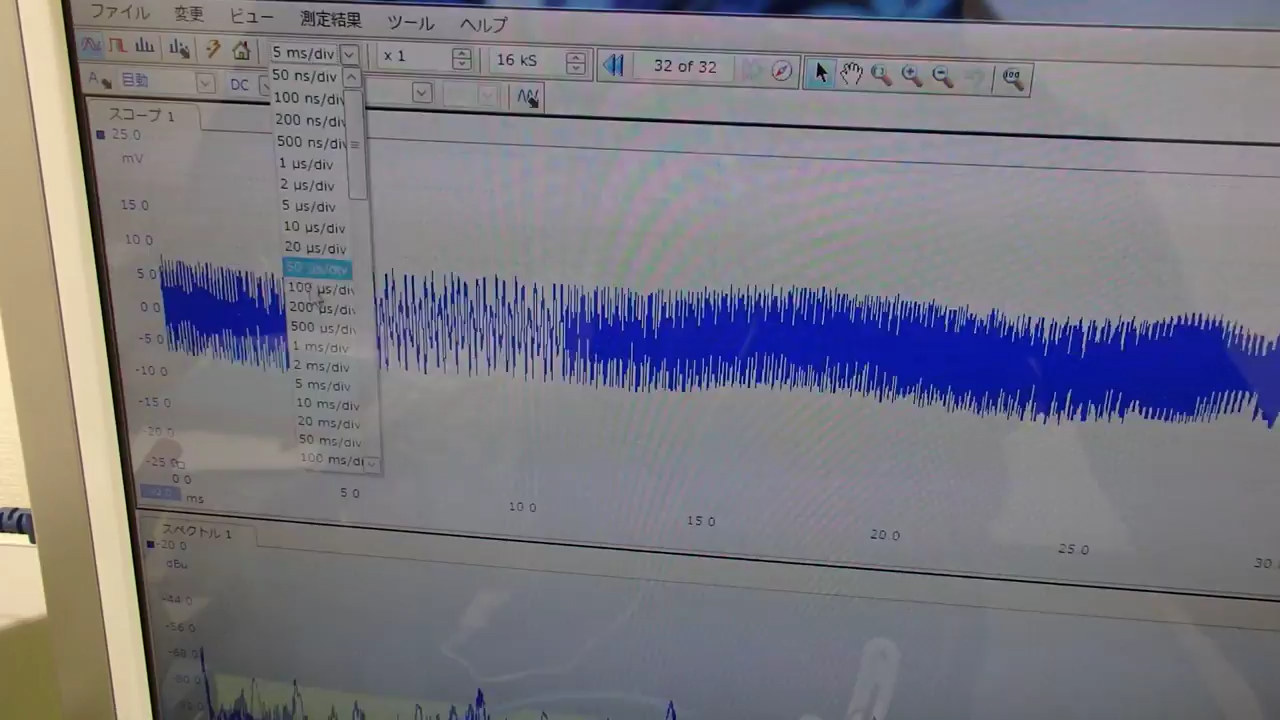 ファイル 変更 ビュー 測定結果 ツール ヘルプ
5 ms/div x 1 16 kS 32 of 32
A 自動 DC
50 ns/div
100 ns/div
200 ns/div
500 ns/div
1 µs/div
2 µs/div
5 µs/div
10 µs/div
20 µs/div
50 µs/div
100 µs/div
200 µs/div
500 µs/div
1 ms/div
2 ms/div
5 ms/div
10 ms/div
20 ms/div
50 ms/div
100 ms/di
スコープ 1
25.0
mV
15.0
10.0
5.0
0.0
-5.0
-10.0
-15.0
-20.0
-25.0
0.0 5.0 10.0 15.0 20.0 25.0 30
ms
スペクトル 1
-20.0
dBu
-44.0
-56.0
-68.0
-80.0